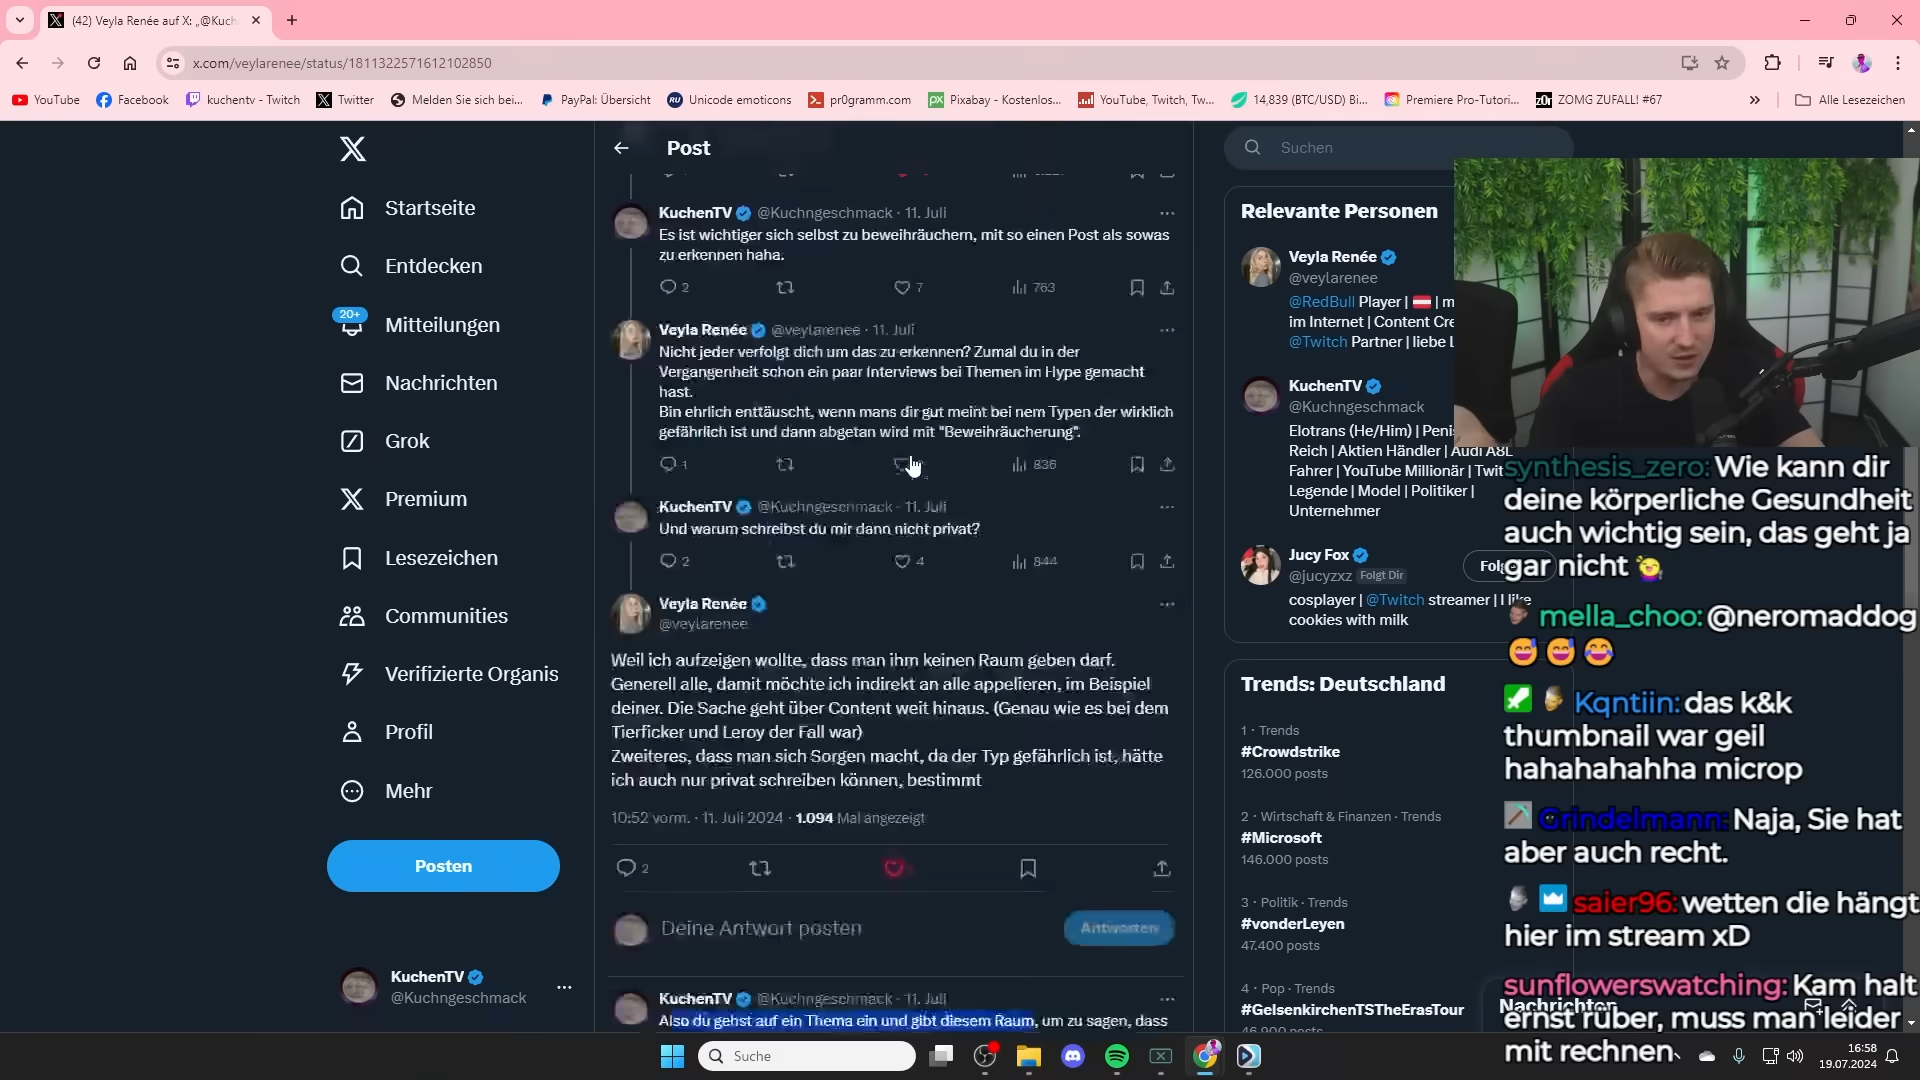 (42) Veyla Renée auf X: „@Kuch
x.com/veylarenee/status/1811322571612102850
YouTube
Facebook
kuchentv - Twitch
Twitter
Melden Sie sich bei...
PayPal: Übersicht
Unicode emoticons
pr0gramm.com
Pixabay - Kostenlos...
YouTube, Twitch, Tw...
14,839 (BTC/USD) Bi...
Premiere Pro-Tutori...
ZOMG ZUFALL! #67
Alle Lesezeichen
Startseite
Entdecken
20+
Mitteilungen
Nachrichten
Grok
Premium
Lesezeichen
Communities
Verifizierte Organis
Profil
Mehr
Posten
KuchenTV
@Kuchngeschmack
Post
KuchenTV @Kuchngeschmack · 11. Juli
Es ist wichtiger sich selbst zu beweihräuchern, mit so einen Post als sowas
zu erkennen haha.
2 7 763
Veyla Renée @veylarenee · 11. Juli
Nicht jeder verfolgt dich um das zu erkennen? Zumal du in der
Vergangenheit schon ein paar Interviews bei Themen im Hype gemacht
hast.
Bin ehrlich enttäuscht, wenn mans dir gut meint bei nem Typen der wirklich
gefährlich ist und dann abgetan wird mit "Beweihräucherung".
1 836
KuchenTV @Kuchngeschmack · 11. Juli
Und warum schreibst du mir dann nicht privat?
2 4 844
Veyla Renée
@veylarenee
Weil ich aufzeigen wollte, dass man ihm keinen Raum geben darf.
Generell alle, damit möchte ich indirekt an alle appelieren, im Beispiel
deiner. Die Sache geht über Content weit hinaus. (Genau wie es bei dem
Tierficker und Leroy der Fall war)
Zweiteres, dass man sich Sorgen macht, da der Typ gefährlich ist, hätte
ich auch nur privat schreiben können, bestimmt
10:52 vorm. · 11. Juli 2024 · 1.094 Mal angezeigt
2
Deine Antwort posten
Antworten
KuchenTV @Kuchngeschmack · 11. Juli
Also du gehst auf ein Thema ein und gibt diesem Raum, um zu sagen, dass
Suchen
Relevante Personen
Veyla Renée
@veylarenee
@RedBull Player | | m
im Internet | Content Cre
@Twitch Partner | liebe L
KuchenTV
@Kuchngeschmack
Elotrans (He/Him) | Penis
Reich | Aktien Händler | Audi A8L
Fahrer | YouTube Millionär | Twit
Legende | Model | Politiker |
Unternehmer
Jucy Fox
@jucyzxz Folgt Dir
Folg
cosplayer | @Twitch streamer | I like
cookies with milk
Trends: Deutschland
1 · Trends
#Crowdstrike
126.000 posts
2 · Wirtschaft & Finanzen · Trends
#Microsoft
146.000 posts
3 · Politik · Trends
#vonderLeyen
47.400 posts
4 · Pop · Trends
#GelsenkirchenTSTheErasTour
46.900 posts
Nachrichten
synthesis_zero: Wie kann dir
deine körperliche Gesundheit
auch wichtig sein, das geht ja
gar nicht
mella_choo: @neromaddog
Kqntiin: das k&k
thumbnail war geil
hahahahahha microp
Grindelmann: Naja, Sie hat
aber auch recht.
saier96: wetten die hängt
hier im stream xD
sunflowerswatching: Kam halt
ernst rüber, muss man leider
mit rechnen.
Suche
16:58
19.07.2024